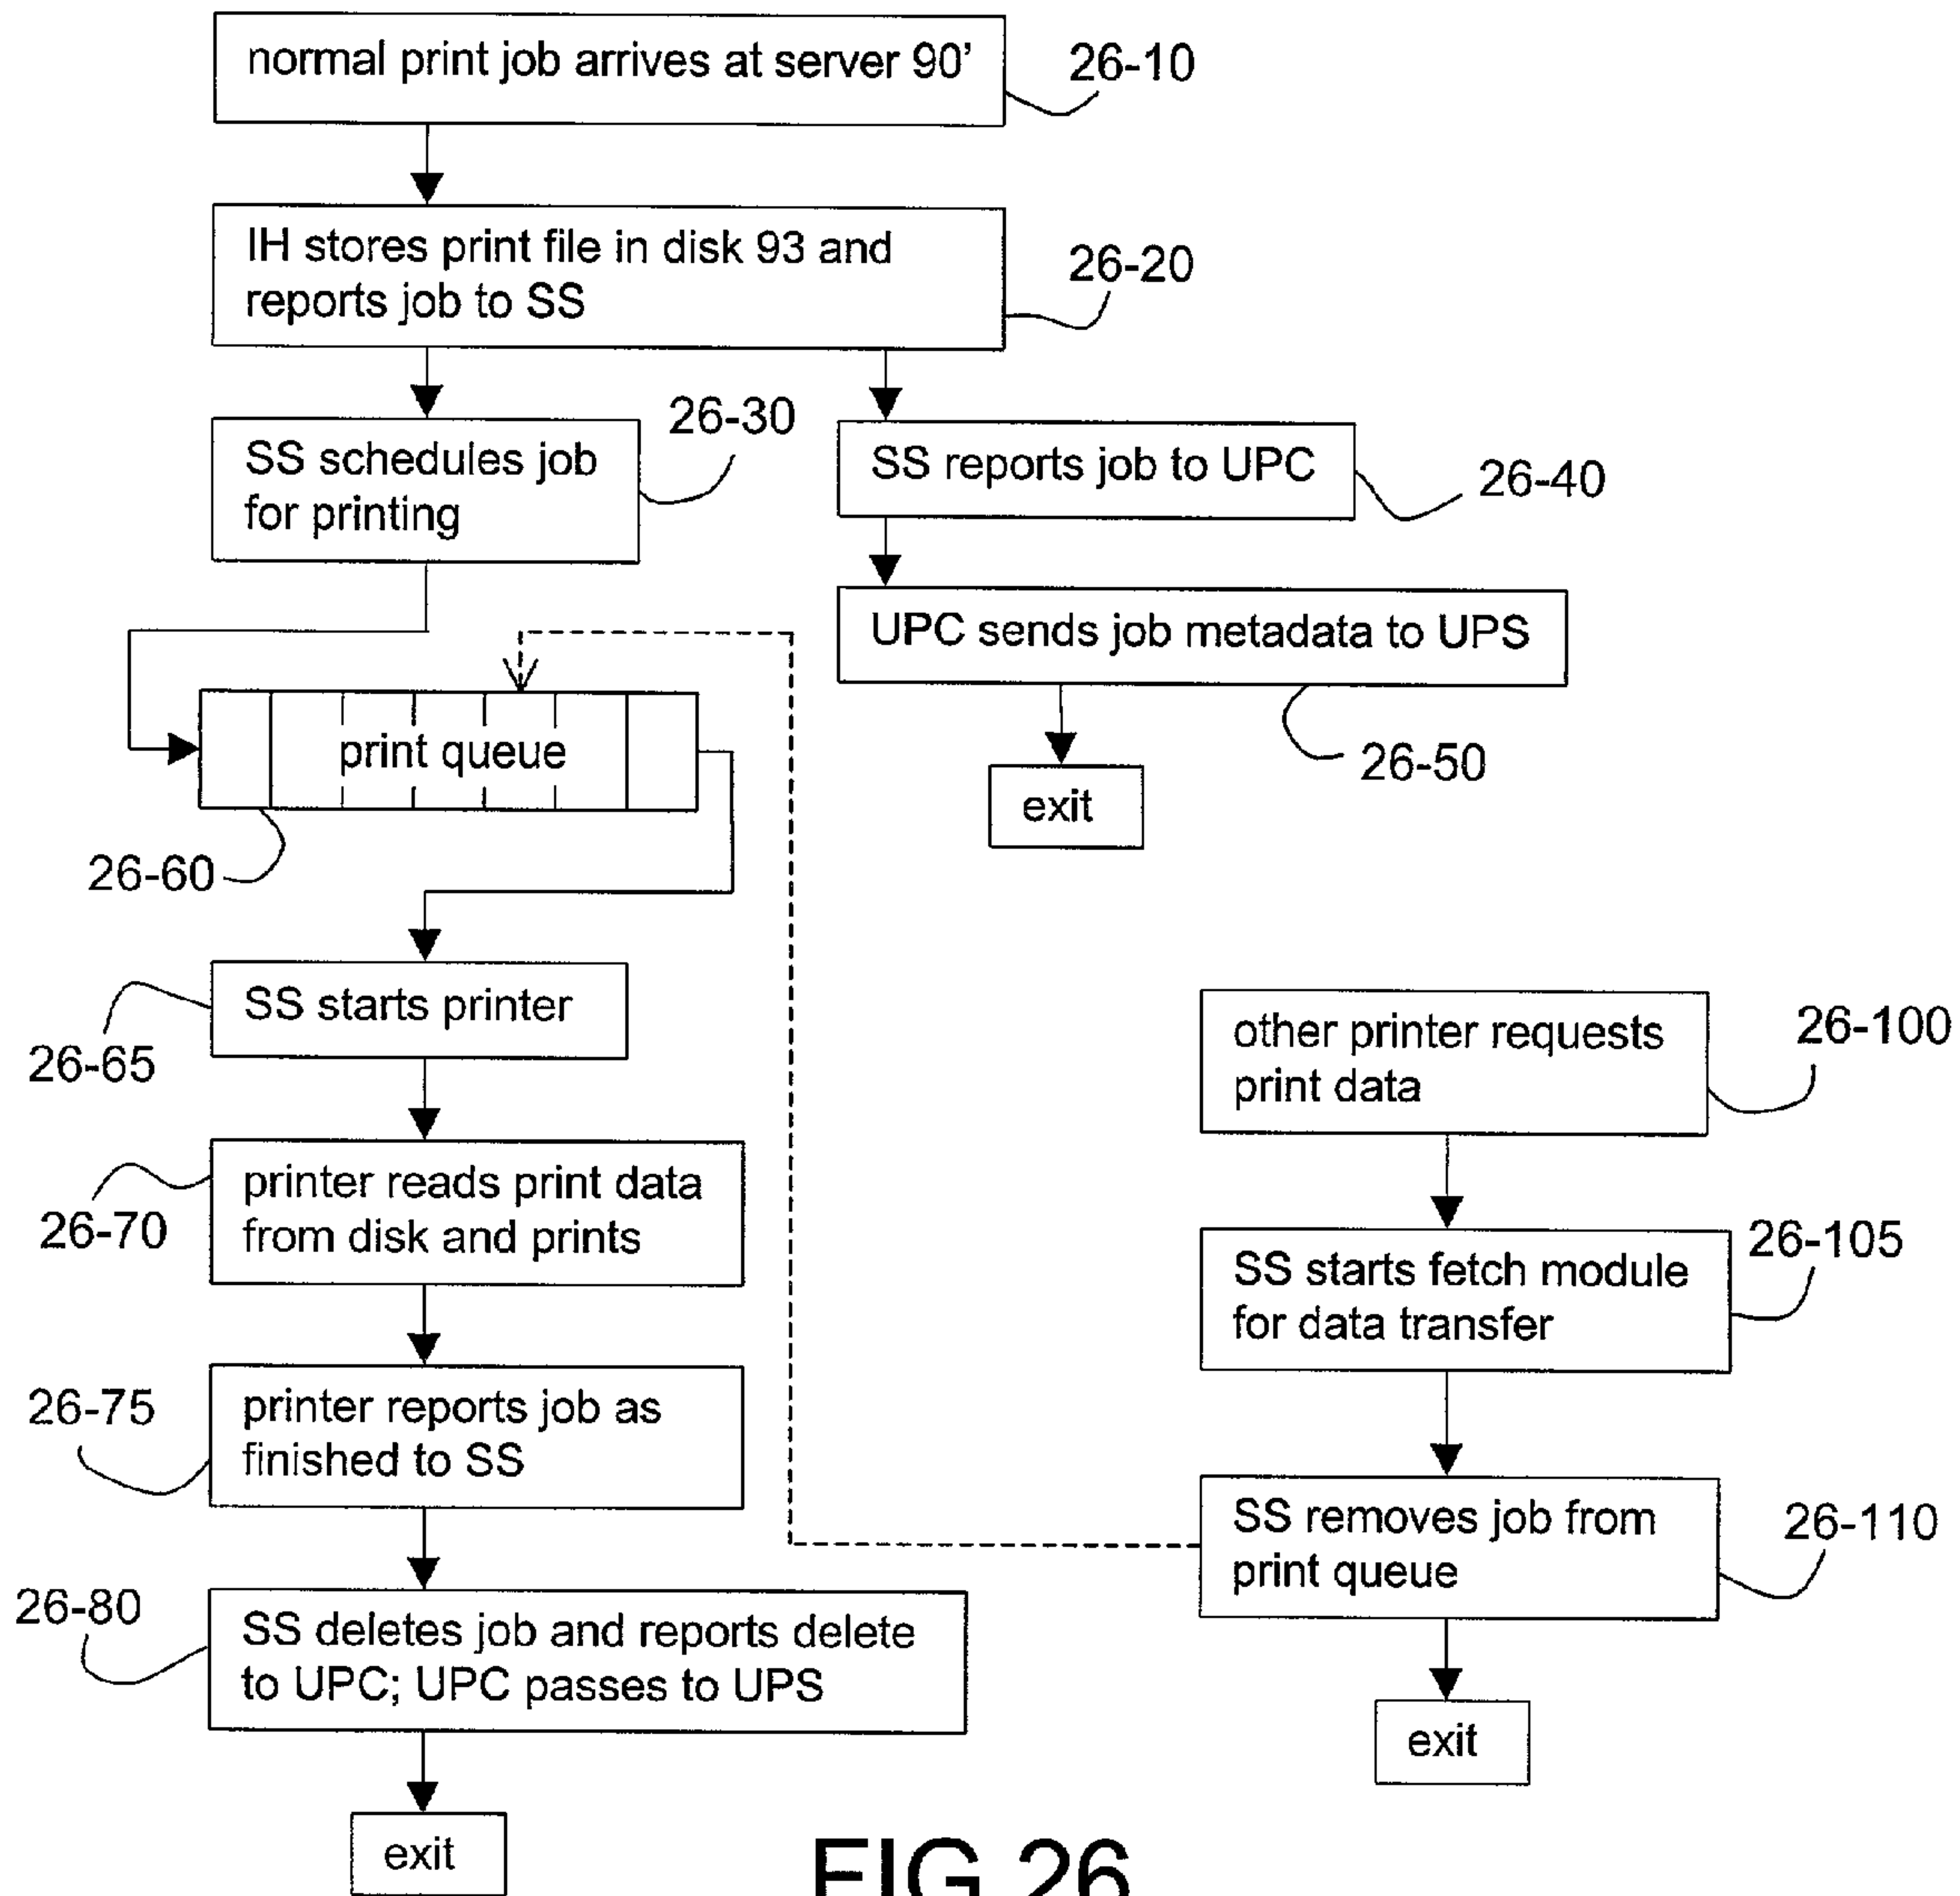 normal print job arrives at server 90'
26-10
IH stores print file in disk 93 and
reports job to SS
26-20
SS schedules job
for printing
26-30
SS reports job to UPC
26-40
UPC sends job metadata to UPS
26-50
exit
print queue
26-60
SS starts printer
26-65
other printer requests
print data
26-100
printer reads print data
from disk and prints
26-70
SS starts fetch module
for data transfer
26-105
printer reports job as
finished to SS
26-75
SS removes job from
print queue
26-110
SS deletes job and reports delete
to UPC; UPC passes to UPS
26-80
exit
exit
FIG 26